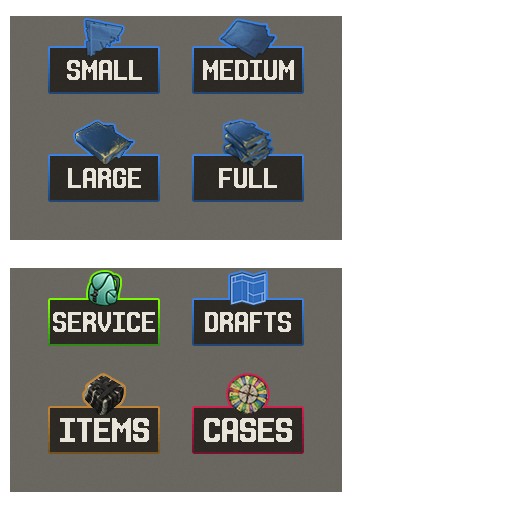 SMALL
MEDIUM
LARGE
FULL
SERVICE
DRAFTS
ITEMS
CASES